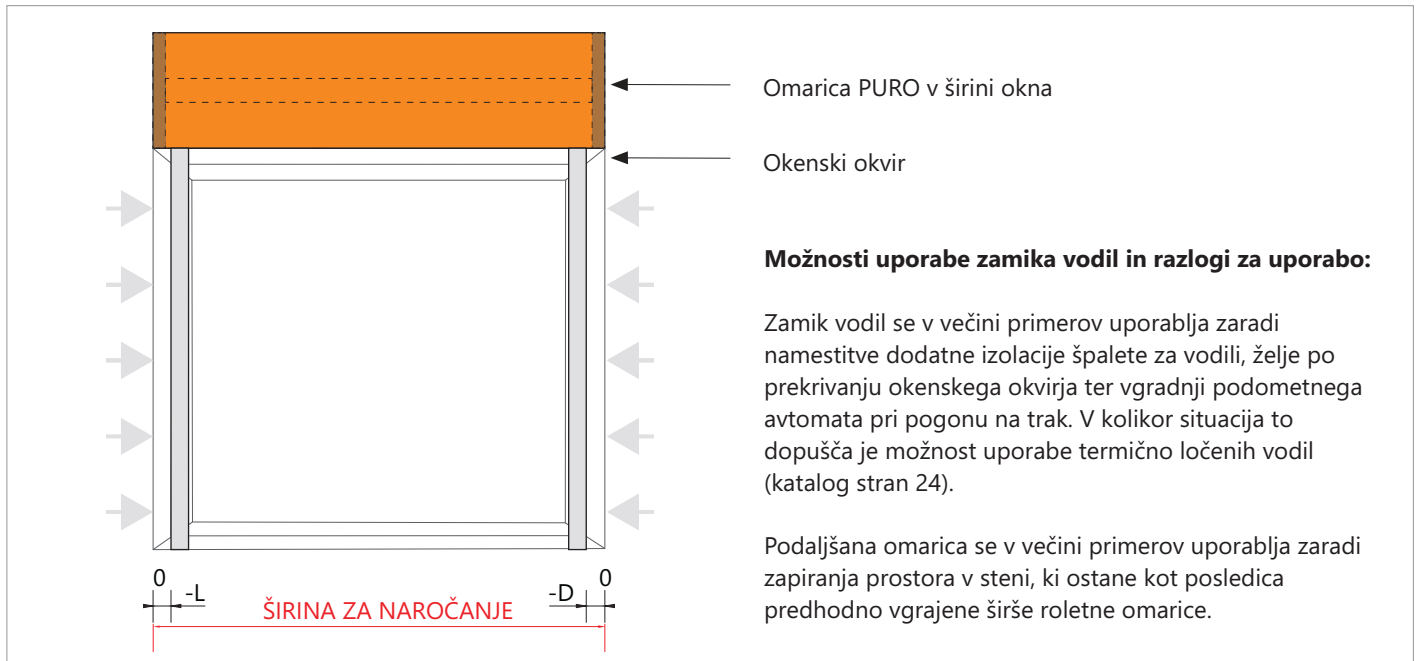 Omarica PURO v širini okna
Okenski okvir
Možnosti uporabe zamika vodil in razlogi za uporabo:
Zamik vodil se v večini primerov uporablja zaradi
namestitve dodatne izolacije špalete za vodili, želje po
prekrivanju okenskega okvirja ter vgradnji podometnega
avtomata pri pogonu na trak. V kolikor situacija to
dopušča je možnost uporabe termično ločenih vodil
(katalog stran 24).
Podaljšana omarica se v večini primerov uporablja zaradi
zapiranja prostora v steni, ki ostane kot posledica
predhodno vgrajene širše roletne omarice.
0
-L
-D
0
ŠIRINA ZA NAROČANJE